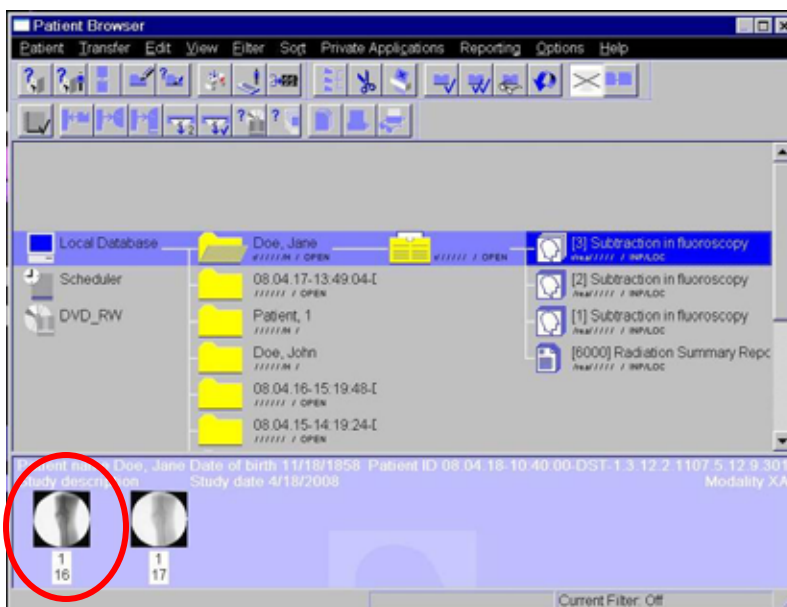 Patient Browser
Patient Transfer Edit View Filter Sort Private Applications Reporting Options Help
Local Database
Doe, Jane
/ OPEN
/ OPEN
[3] Subtraction in fluoroscopy
/ INP/LOC
Scheduler
08.04.17-13:49:04-D
////// / OPEN
[2] Subtraction in fluoroscopy
/ INP/LOC
DVD_RW
Patient, 1
[1] Subtraction in fluoroscopy
/ INP/LOC
Doe, John
[6000] Radiation Summary Repo
/ INP/LOC
08.04.16-15:19:48-D
////// / OPEN
08.04.15-14:19:24-D
////// / OPEN
Patient name Doe, Jane Date of birth 11/18/1858 Patient ID 08.04.18-10:40:00-DST-1.3.12.2.1107.5.12.9.301
Study description Study date 4/18/2008 Modality XA
1 1
16 17
Current Filter: Off